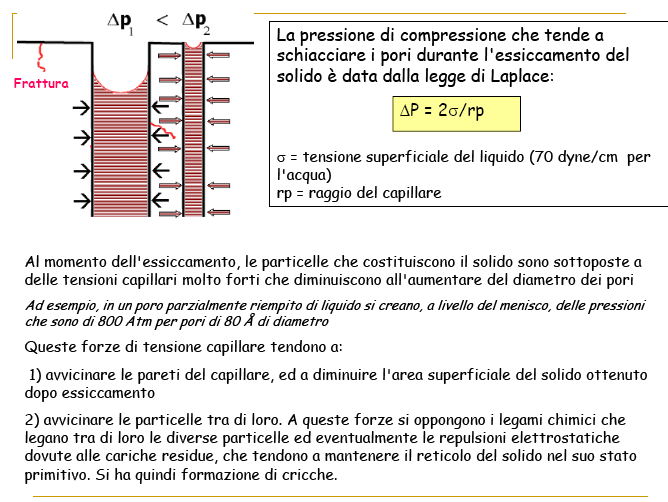 Δp1 < Δp2
Frattura
La pressione di compressione che tende a
schiacciare i pori durante l'essiccamento del
solido è data dalla legge di Laplace:
ΔP = 2σ/rp
σ = tensione superficiale del liquido (70 dyne/cm per
l'acqua)
rp = raggio del capillare
Al momento dell'essiccamento, le particelle che costituiscono il solido sono sottoposte a
delle tensioni capillari molto forti che diminuiscono all'aumentare del diametro dei pori
Ad esempio, in un poro parzialmente riempito di liquido si creano, a livello del menisco, delle pressioni
che sono di 800 Atm per pori di 80 Å di diametro
Queste forze di tensione capillare tendono a:
1) avvicinare le pareti del capillare, ed a diminuire l'area superficiale del solido ottenuto
dopo essiccamento
2) avvicinare le particelle tra di loro. A queste forze si oppongono i legami chimici che
legano tra di loro le diverse particelle ed eventualmente le repulsioni elettrostatiche
dovute alle cariche residue, che tendono a mantenere il reticolo del solido nel suo stato
primitivo. Si ha quindi formazione di cricche.